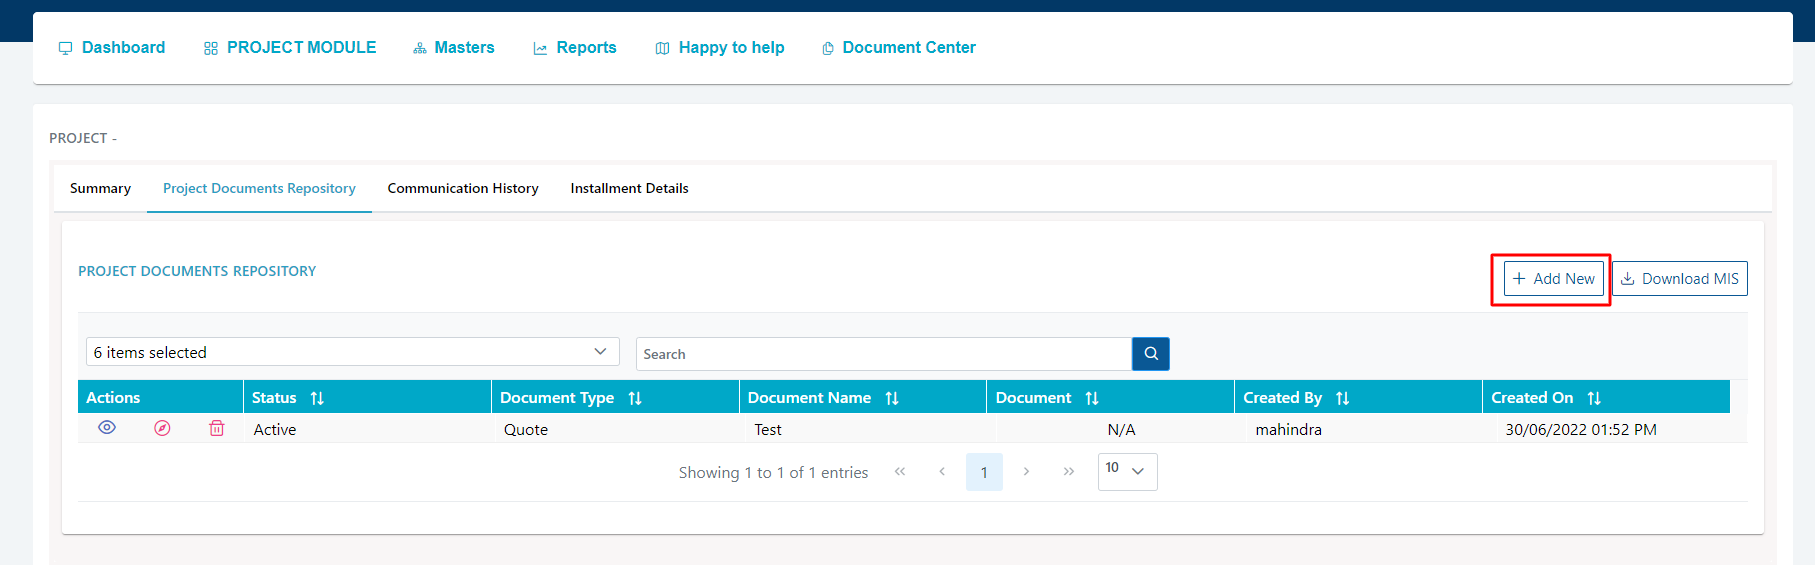 Dashboard PROJECT MODULE Masters Reports Happy to help Document Center
PROJECT -
Summary Project Documents Repository Communication History Installment Details
PROJECT DOCUMENTS REPOSITORY
Add New Download MIS
6 items selected Search
Actions Status Document Type Document Name Document Created By Created On
Active Quote Test N/A mahindra 30/06/2022 01:52 PM
Showing 1 to 1 of 1 entries « ‹ 1 › » 10